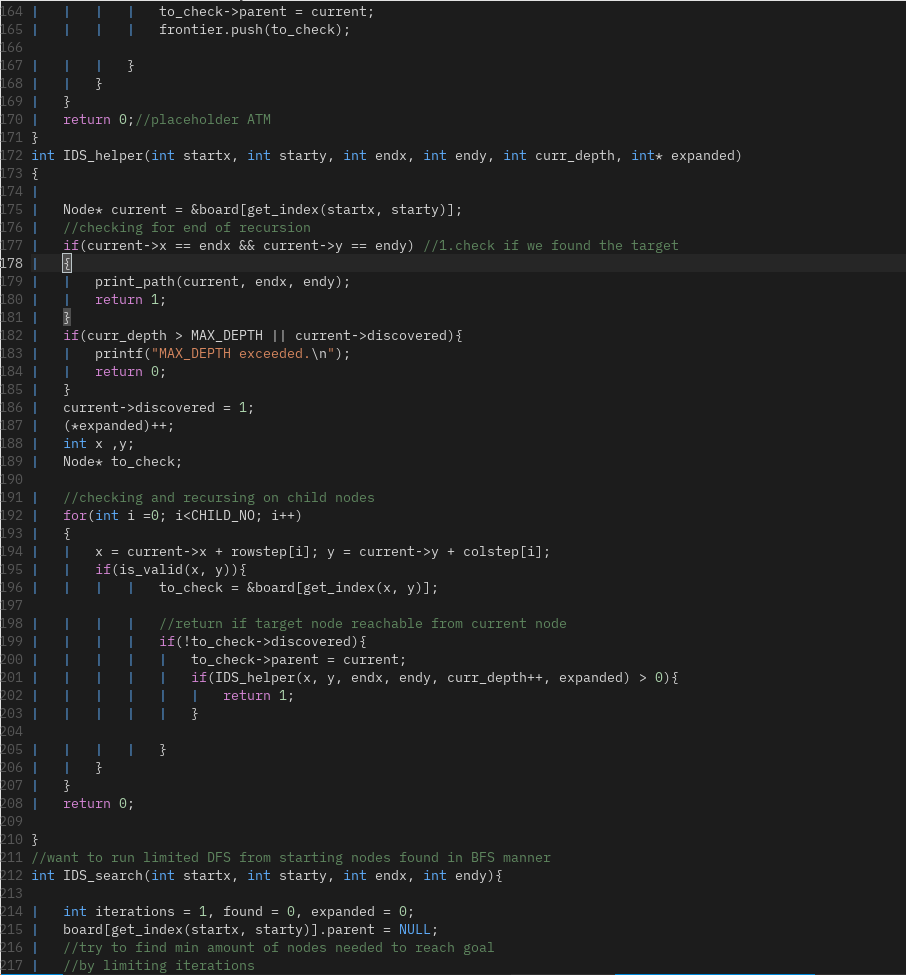 164 to_check->parent = current;
165 frontier.push(to_check);
166
167 }
168 }
169 }
170 return 0;//placeholder ATM
171 }
172 int IDS_helper(int startx, int starty, int endx, int endy, int curr_depth, int* expanded)
173 {
174
175 Node* current = &board[get_index(startx, starty)];
176 //checking for end of recursion
177 if(current->x == endx && current->y == endy) //1.check if we found the target
178 {
179 print_path(current, endx, endy);
180 return 1;
181 }
182 if(curr_depth > MAX_DEPTH || current->discovered){
183 printf("MAX_DEPTH exceeded.\n");
184 return 0;
185 }
186 current->discovered = 1;
187 (*expanded)++;
188 int x ,y;
189 Node* to_check;
190
191 //checking and recursing on child nodes
192 for(int i =0; i<CHILD_NO; i++)
193 {
194 x = current->x + rowstep[i]; y = current->y + colstep[i];
195 if(is_valid(x, y)){
196 to_check = &board[get_index(x, y)];
197
198 //return if target node reachable from current node
199 if(!to_check->discovered){
200 to_check->parent = current;
201 if(IDS_helper(x, y, endx, endy, curr_depth++, expanded) > 0){
202 return 1;
203 }
204
205 }
206 }
207 }
208 return 0;
209
210 }
211 //want to run limited DFS from starting nodes found in BFS manner
212 int IDS_search(int startx, int starty, int endx, int endy){
213
214 int iterations = 1, found = 0, expanded = 0;
215 board[get_index(startx, starty)].parent = NULL;
216 //try to find min amount of nodes needed to reach goal
217 //by limiting iterations